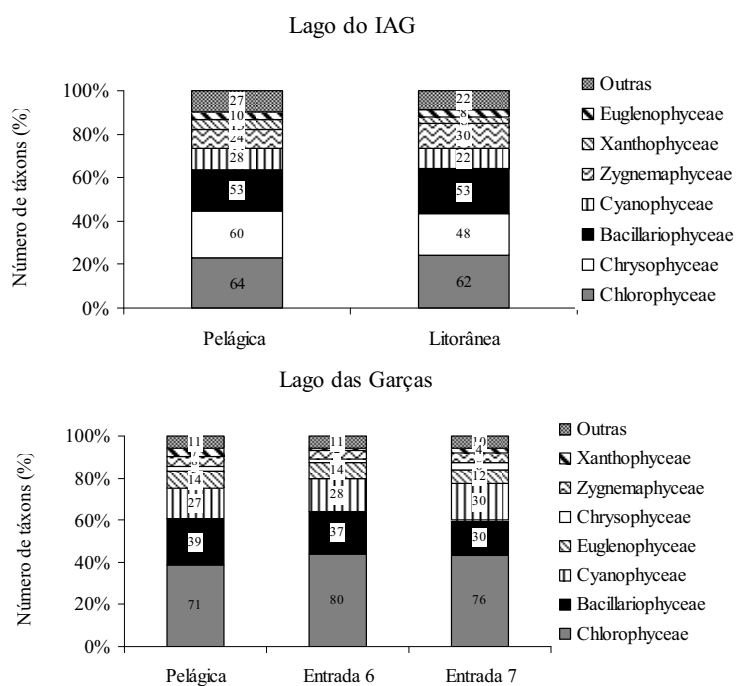 Lago do IAG
Número de táxons (%)
100%
80%
60%
40%
20%
0%
27
10
24
28
53
60
64
22
8
30
22
53
48
62
Pelágica
Litorânea
Outras
Euglenophyceae
Xanthophyceae
Zygnemaphyceae
Cyanophyceae
Bacillariophyceae
Chrysophyceae
Chlorophyceae
Lago das Garças
Número de táxons (%)
100%
80%
60%
40%
20%
0%
11
14
27
39
71
11
14
28
37
80
10
4
12
30
30
76
Pelágica
Entrada 6
Entrada 7
Outras
Xanthophyceae
Zygnemaphyceae
Chrysophyceae
Euglenophyceae
Cyanophyceae
Bacillariophyceae
Chlorophyceae